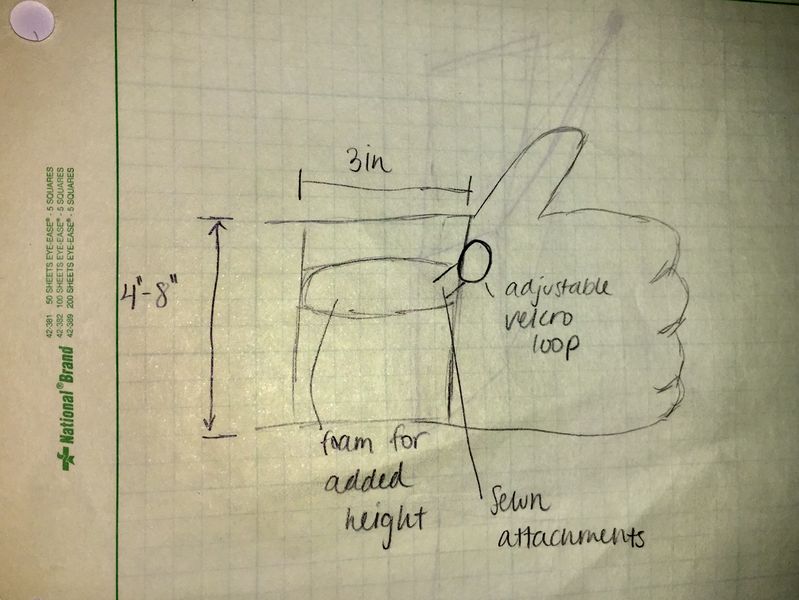 3in
4"-8"
adjustable
velcro
loop
foam for
added
height
Sewn
attachments
42-381 50 SHEETS EYE-EASE® - 5 SQUARES
42-382 100 SHEETS EYE-EASE® - 5 SQUARES
42-389 200 SHEETS EYE-EASE® - 5 SQUARES
National® Brand